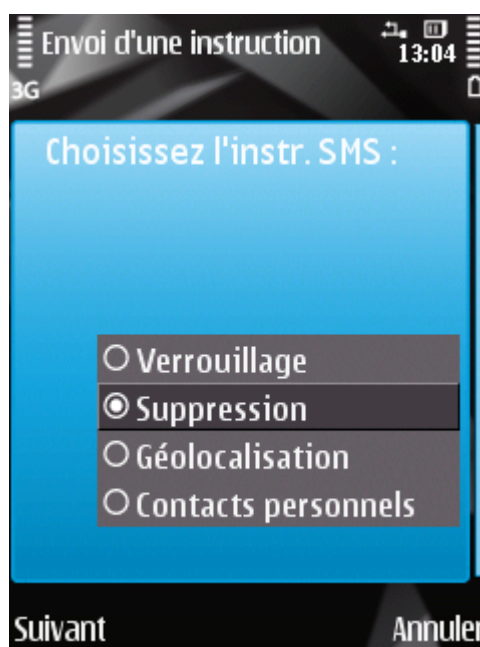 Envoi d'une instruction
13:04
3G
Choisissez l'instr. SMS :
Verrouillage
Suppression
Géolocalisation
Contacts personnels
Suivant
Annuler